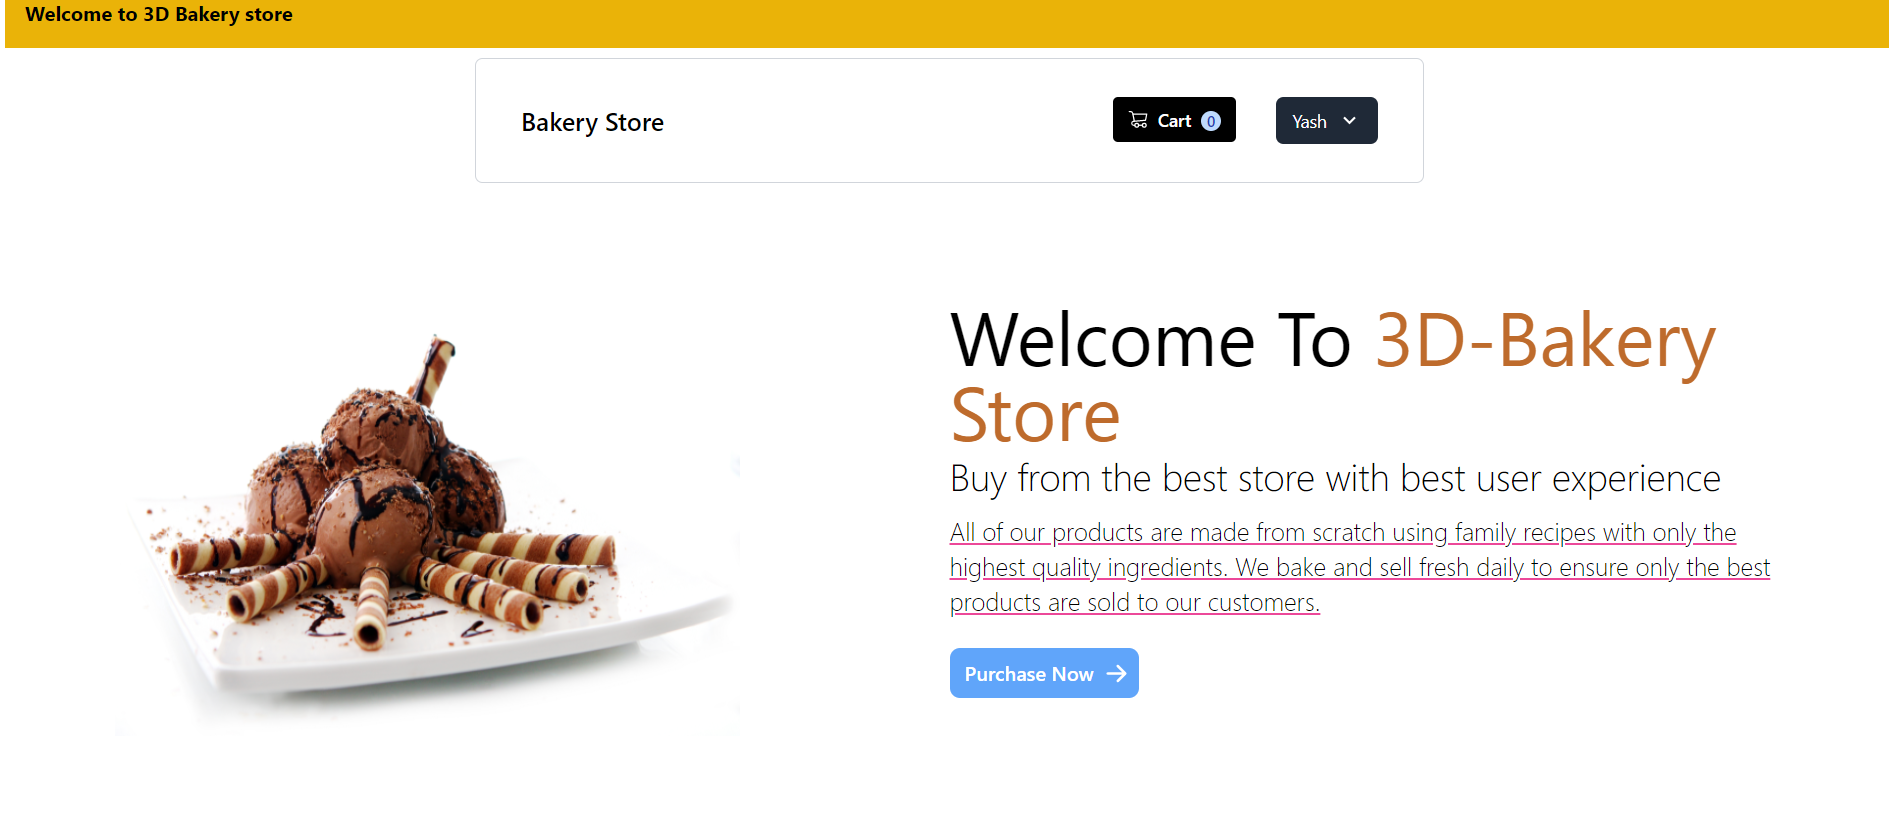 Welcome to 3D Bakery store
Bakery Store
Cart 0
Yash
Welcome To 3D-Bakery
Store
Buy from the best store with best user experience
All of our products are made from scratch using family recipes with only the
highest quality ingredients. We bake and sell fresh daily to ensure only the best
products are sold to our customers.
Purchase Now